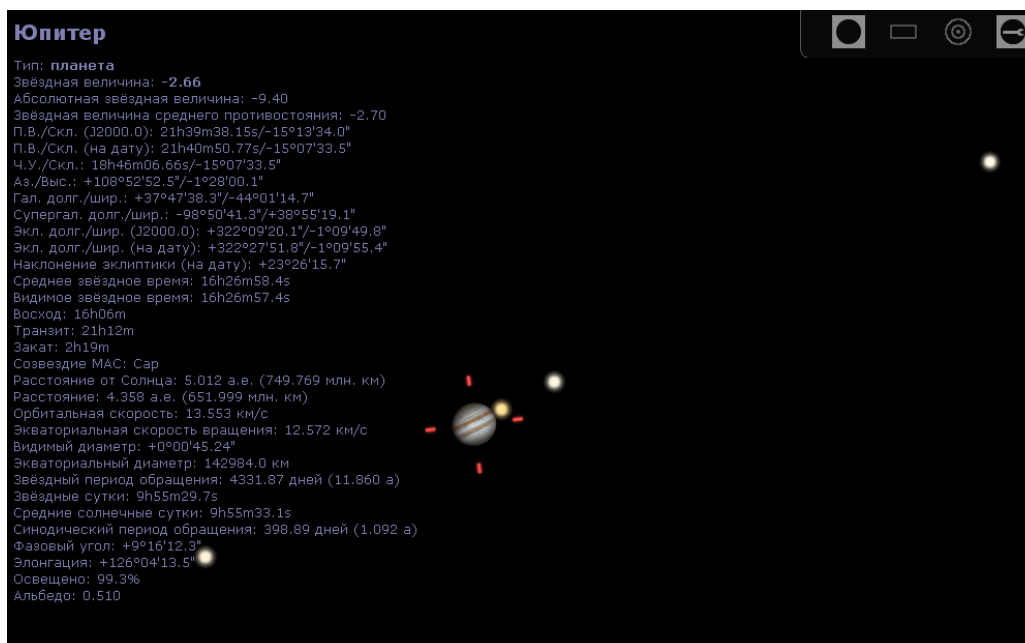 Юпитер
Тип: планета
Звёздная величина: -2.66
Абсолютная звёздная величина: -9.40
Звёздная величина среднего противостояния: -2.70
П.В./Скл. (J2000.0): 21h39m38.15s/-15°13'34.0"
П.В./Скл. (на дату): 21h40m50.77s/-15°07'33.5"
Ч.У./Скл.: 18h46m06.66s/-15°07'33.5"
Аз./Выс.: +108°52'52.5"/-1°28'00.1"
Гал. долг./шир.: +37°47'38.3"/-44°01'14.7"
Супергал. долг./шир.: -98°50'41.3"/+38°55'19.1"
Экл. долг./шир. (J2000.0): +322°09'20.1"/-1°09'49.8"
Экл. долг./шир. (на дату): +322°27'51.8"/-1°09'55.4"
Наклонение эклиптики (на дату): +23°26'15.7"
Среднее звёздное время: 16h26m58.4s
Видимое звёздное время: 16h26m57.4s
Восход: 16h06m
Транзит: 21h12m
Закат: 2h19m
Созвездие МАС: Cap
Расстояние от Солнца: 5.012 а.е. (749.769 млн. км)
Расстояние: 4.358 а.е. (651.999 млн. км)
Орбитальная скорость: 13.553 км/с
Экваториальная скорость вращения: 12.572 км/с
Видимый диаметр: +0°00'45.24"
Экваториальный диаметр: 142984.0 км
Звёздный период обращения: 4331.87 дней (11.860 a)
Звёздные сутки: 9h55m29.7s
Средние солнечные сутки: 9h55m33.1s
Синодический период обращения: 398.89 дней (1.092 a)
Фазовый угол: +9°16'12.3"
Элонгация: +126°04'13.5"
Освещено: 99.3%
Альбедо: 0.510